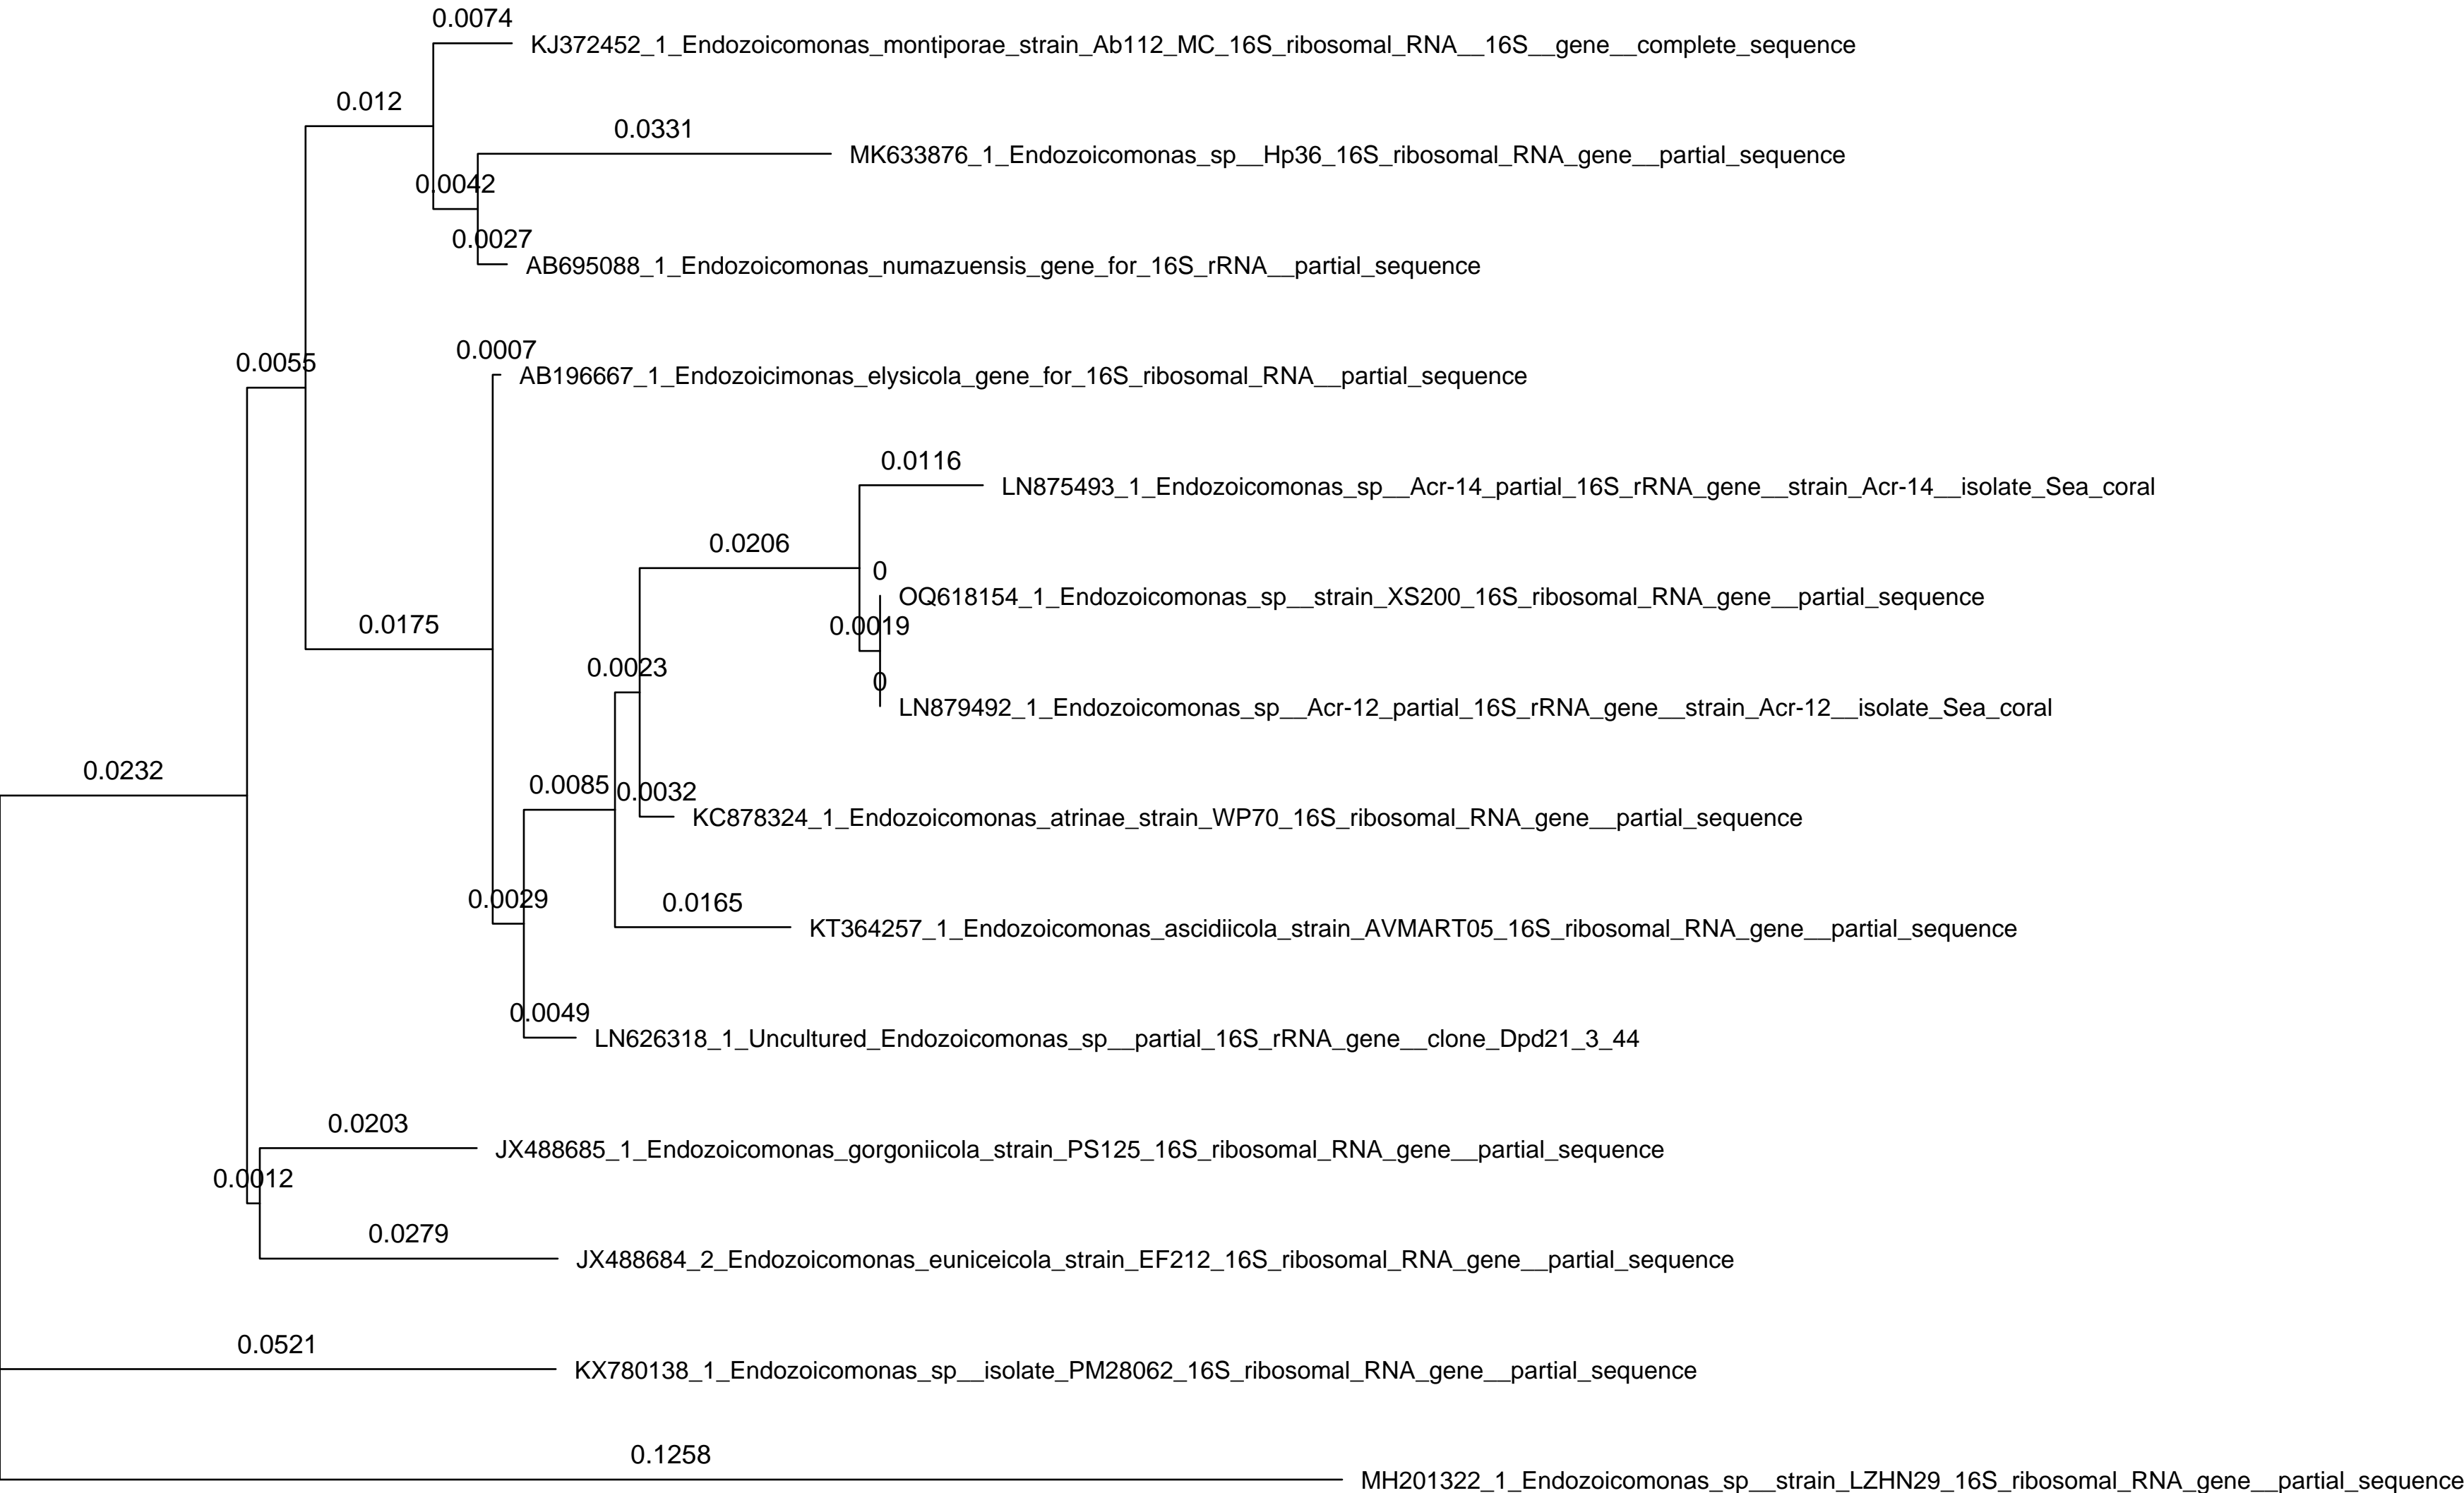 0.0074
KJ372452_1_Endozoicomonas_montiporae_strain_Ab112_MC_16S_ribosomal_RNA__16S__gene__complete_sequence
0.012
0.0331
MK633876_1_Endozoicomonas_sp__Hp36_16S_ribosomal_RNA_gene__partial_sequence
0.0042
0.0027
AB695088_1_Endozoicomonas_numazuensis_gene_for_16S_rRNA__partial_sequence
0.0055
0.0007
AB196667_1_Endozoicimonas_elysicola_gene_for_16S_ribosomal_RNA__partial_sequence
0.0116
LN875493_1_Endozoicomonas_sp__Acr-14_partial_16S_rRNA_gene__strain_Acr-14__isolate_Sea_coral
0.0206
0
OQ618154_1_Endozoicomonas_sp__strain_XS200_16S_ribosomal_RNA_gene__partial_sequence
0.0175
0.0019
0.0023
0
LN879492_1_Endozoicomonas_sp__Acr-12_partial_16S_rRNA_gene__strain_Acr-12__isolate_Sea_coral
0.0232
0.0085
0.0032
KC878324_1_Endozoicomonas_atrinae_strain_WP70_16S_ribosomal_RNA_gene__partial_sequence
0.0029
0.0165
KT364257_1_Endozoicomonas_ascidiicola_strain_AVMART05_16S_ribosomal_RNA_gene__partial_sequence
0.0049
LN626318_1_Uncultured_Endozoicomonas_sp__partial_16S_rRNA_gene__clone_Dpd21_3_44
0.0203
JX488685_1_Endozoicomonas_gorgoniicola_strain_PS125_16S_ribosomal_RNA_gene__partial_sequence
0.0012
0.0279
JX488684_2_Endozoicomonas_euniceicola_strain_EF212_16S_ribosomal_RNA_gene__partial_sequence
0.0521
KX780138_1_Endozoicomonas_sp__isolate_PM28062_16S_ribosomal_RNA_gene__partial_sequence
0.1258
MH201322_1_Endozoicomonas_sp__strain_LZHN29_16S_ribosomal_RNA_gene__partial_sequence